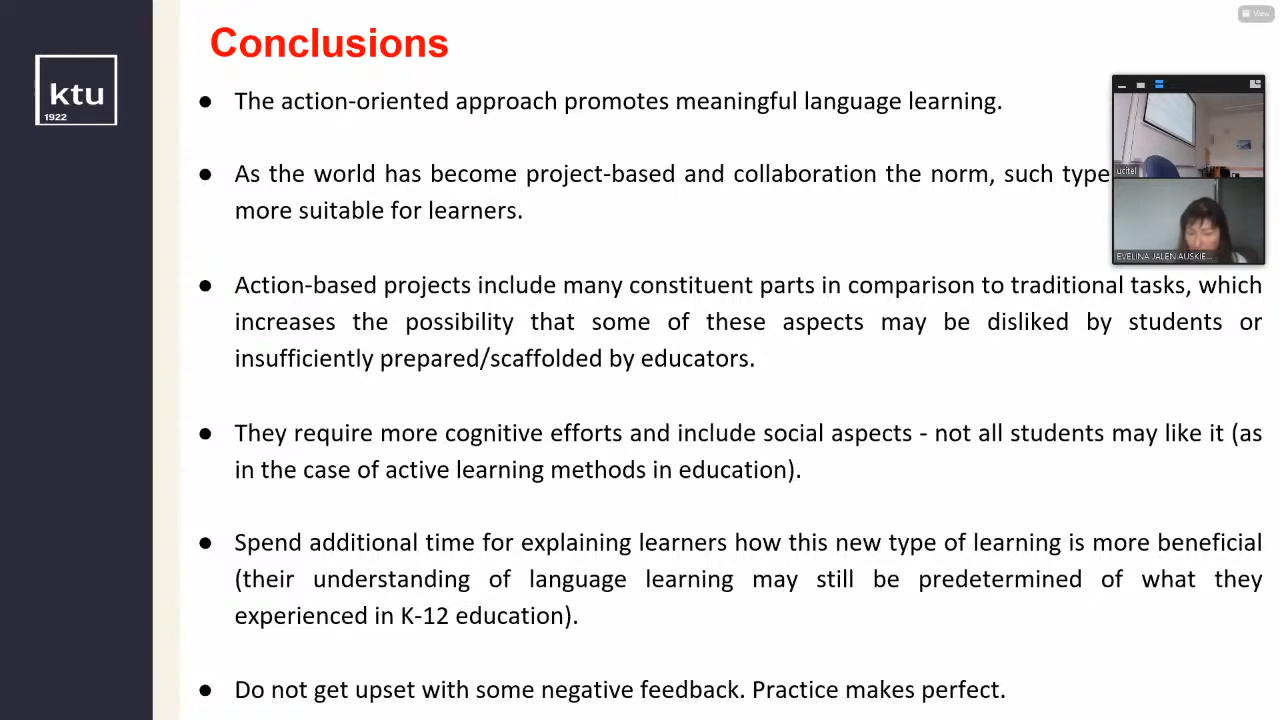 View
Conclusions
ktu
1922
● The action-oriented approach promotes meaningful language learning.
● As the world has become project-based and collaboration the norm, such type
more suitable for learners.
ucitel
EVELINA JALEN AUSKIE...
● Action-based projects include many constituent parts in comparison to traditional tasks, which
increases the possibility that some of these aspects may be disliked by students or
insufficiently prepared/scaffolded by educators.
● They require more cognitive efforts and include social aspects - not all students may like it (as
in the case of active learning methods in education).
● Spend additional time for explaining learners how this new type of learning is more beneficial
(their understanding of language learning may still be predetermined of what they
experienced in K-12 education).
● Do not get upset with some negative feedback. Practice makes perfect.